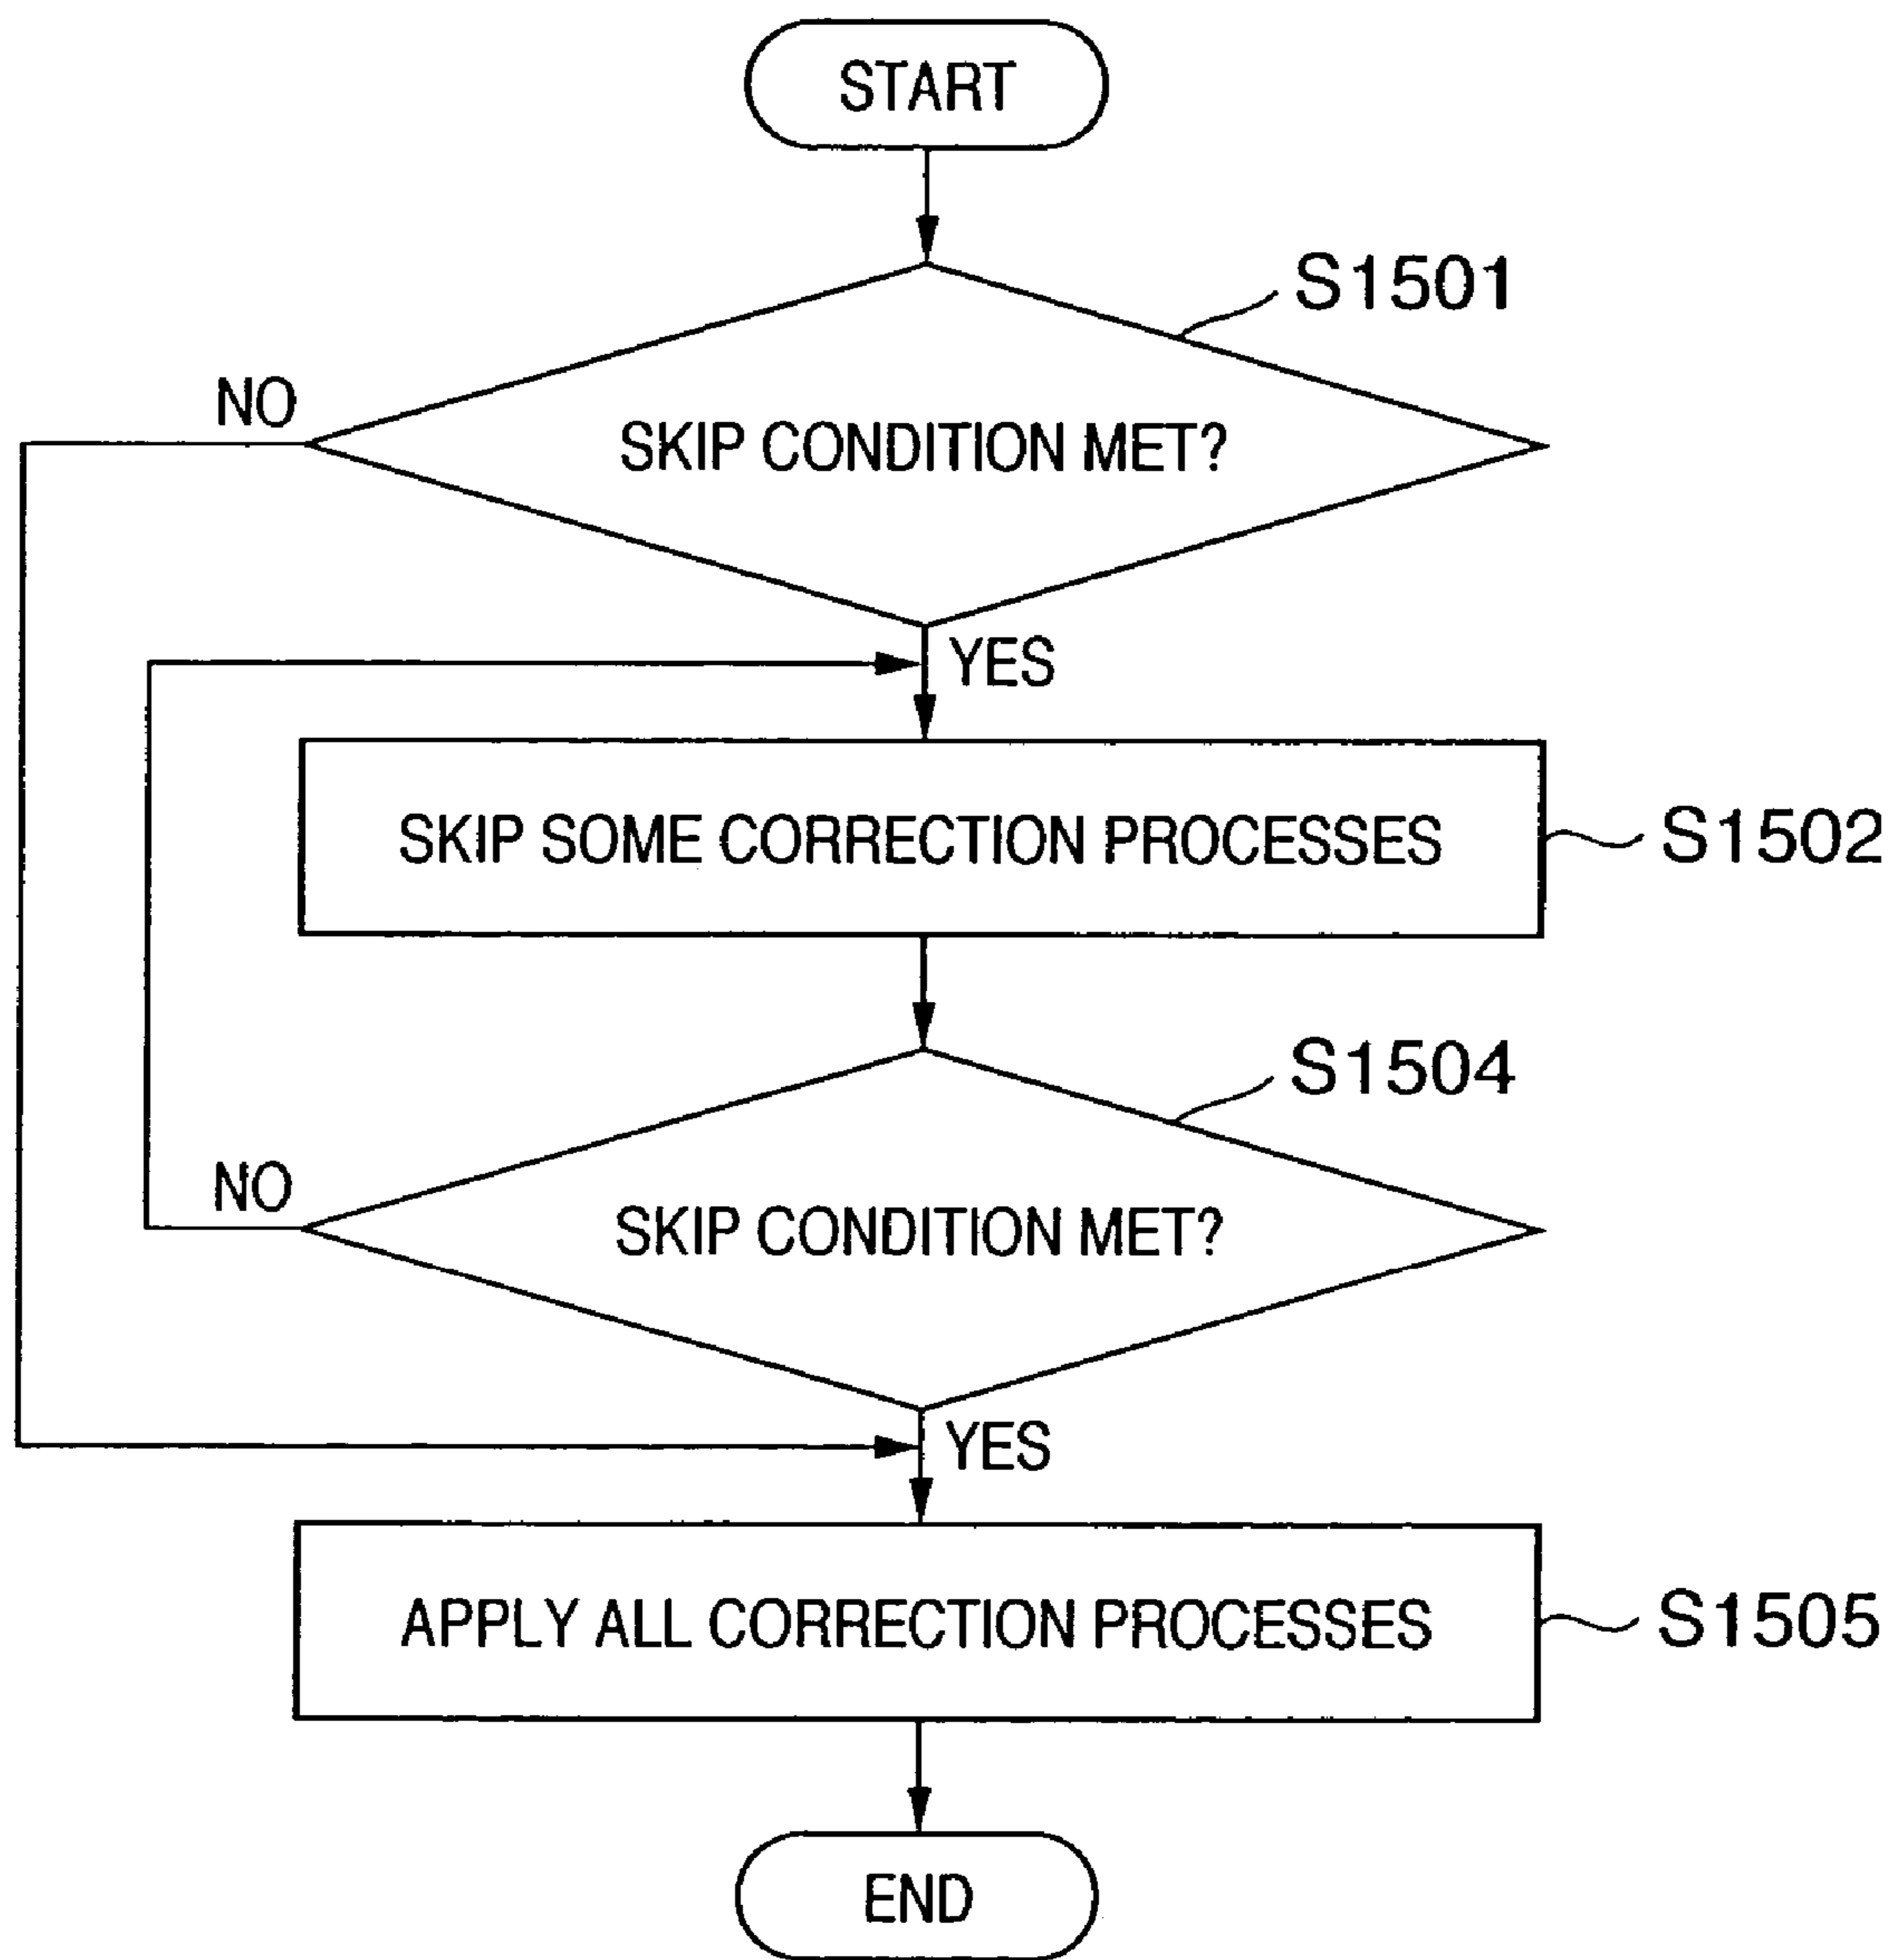 START
S1501
NO
SKIP CONDITION MET?
YES
SKIP SOME CORRECTION PROCESSES
S1502
S1504
NO
SKIP CONDITION MET?
YES
APPLY ALL CORRECTION PROCESSES
S1505
END